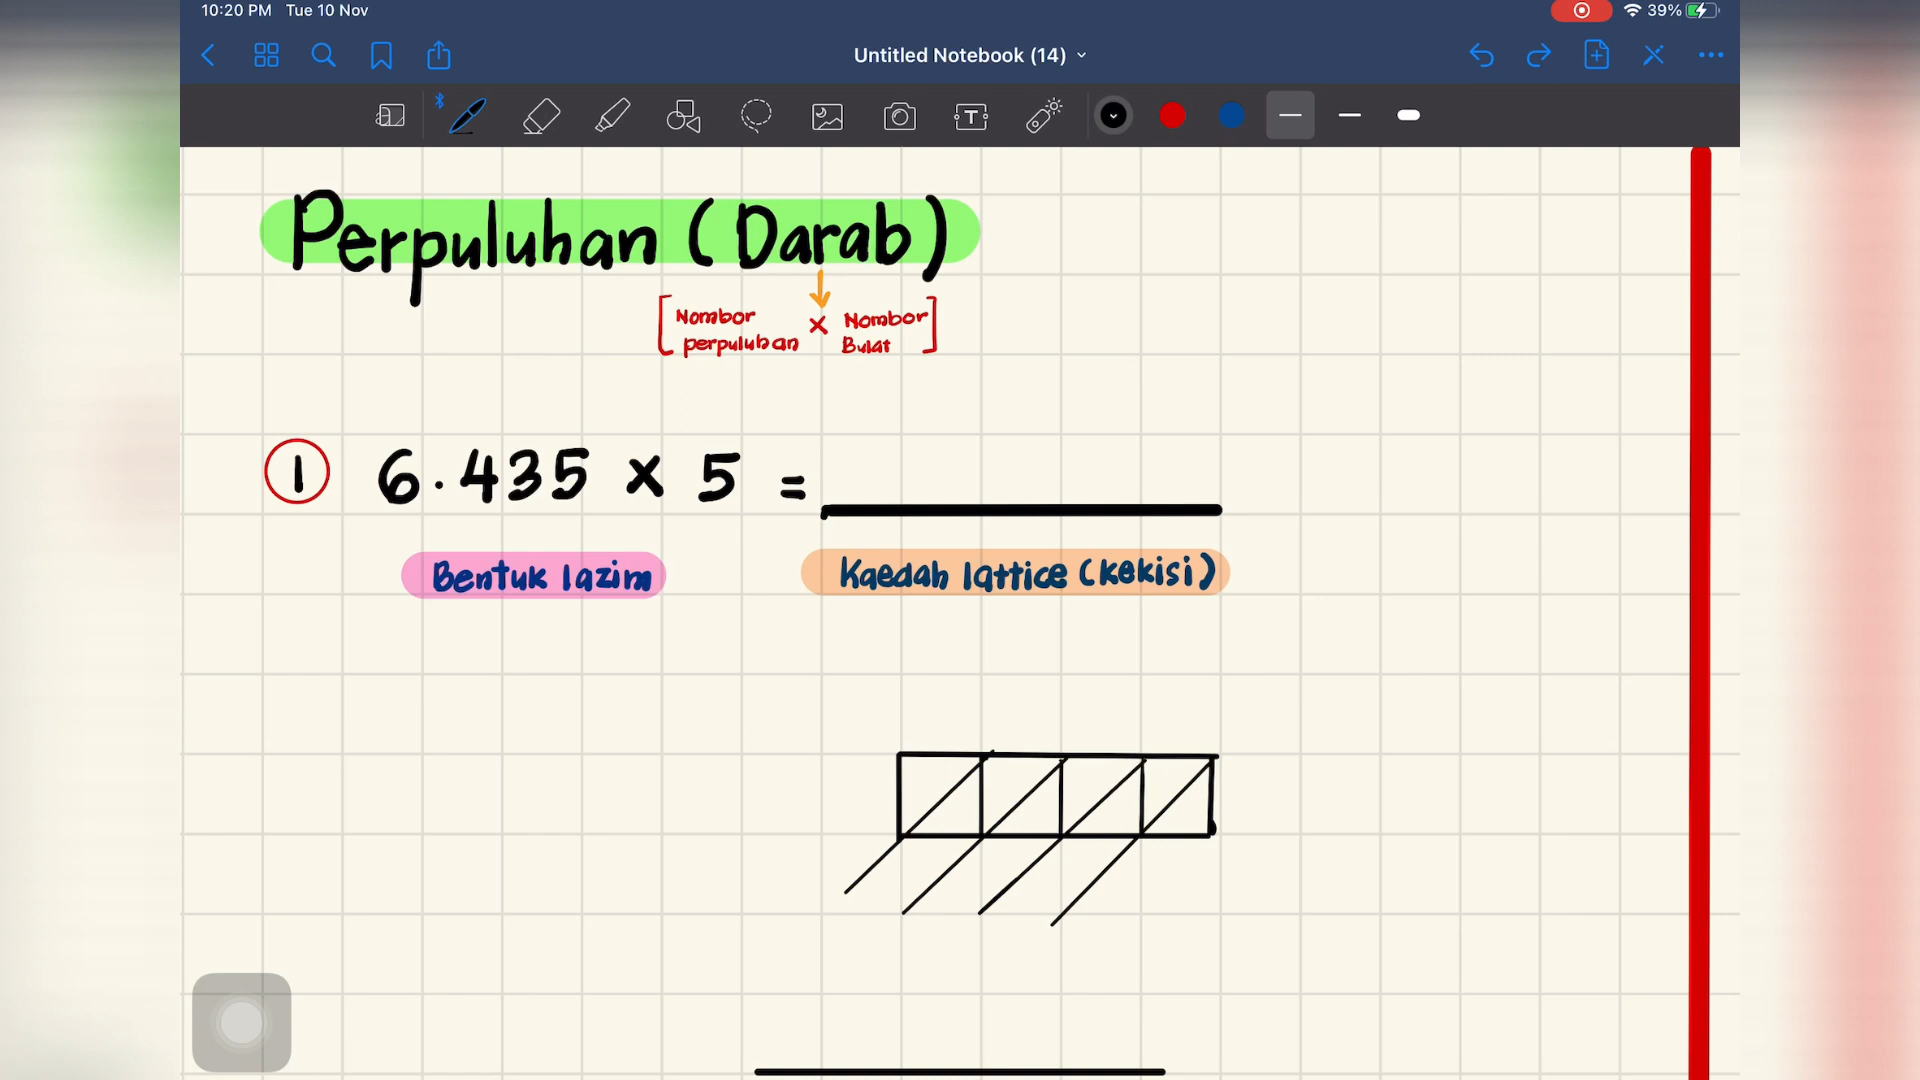 10:20 PM Tue 10 Nov
39%
Untitled Notebook (14)
T
Perpuluhan (Darab)
[Nombor perpuluhan × Nombor Bulat]
1 6.435 × 5 =
Bentuk lazim
Kaedah lattice (kekisi)